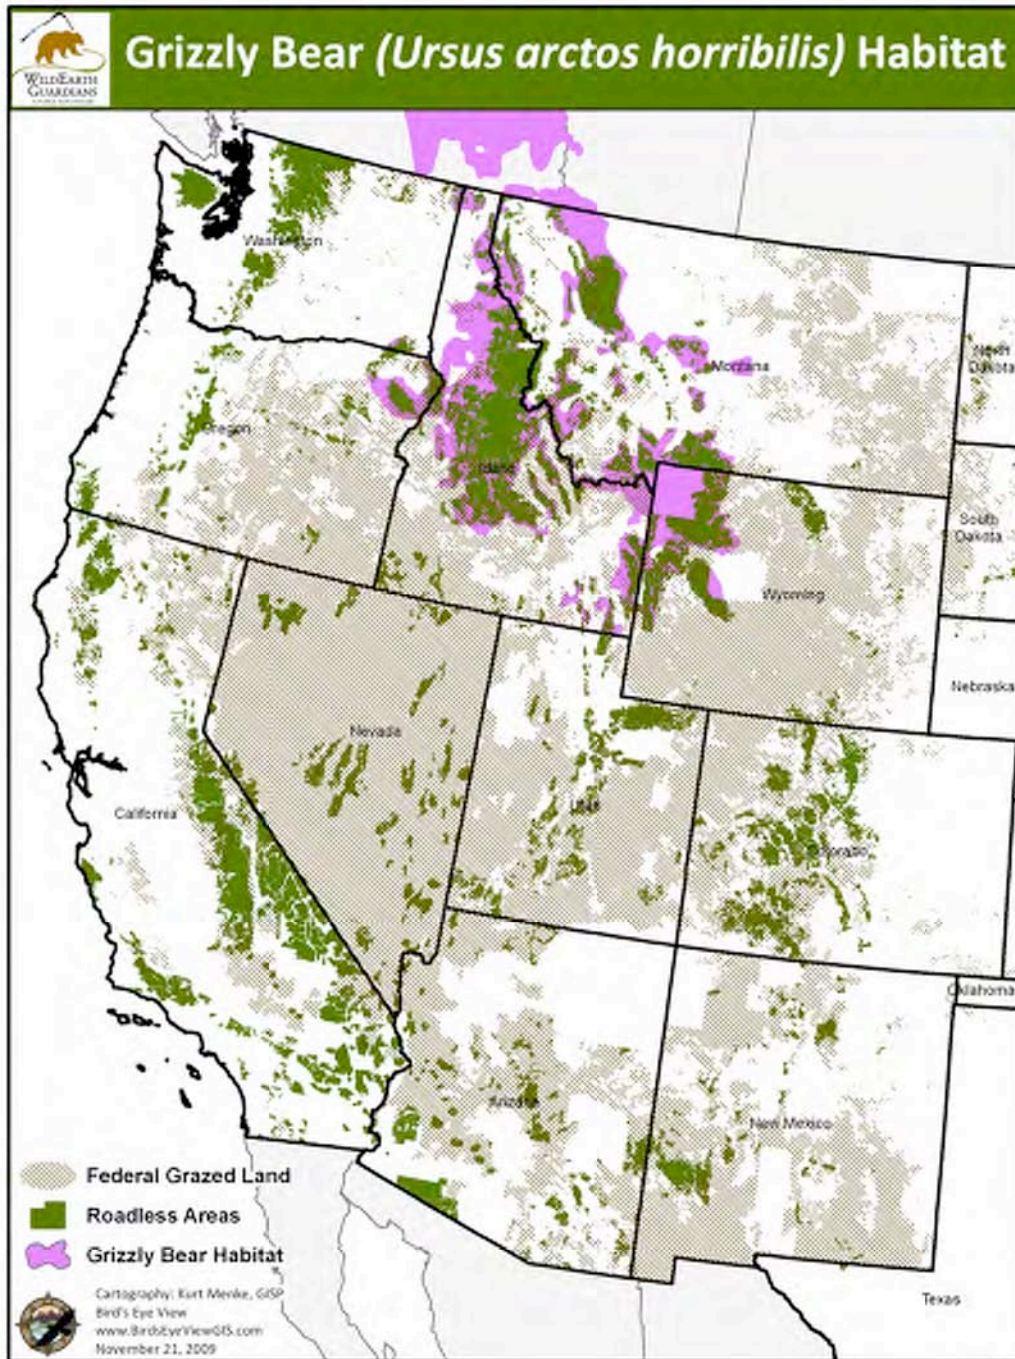 WILDEARTH
GUARDIANS
Grizzly Bear (Ursus arctos horribilis) Habitat
Washington
Montana
North
Dakota
Oregon
Idaho
South
Dakota
Wyoming
Nebraska
Nevada
Utah
California
Colorado
Oklahoma
Arizona
New Mexico
Texas
Federal Grazed Land
Roadless Areas
Grizzly Bear Habitat
Cartography: Kurt Menke, GISP
Bird's Eye View
www.BirdsEyeViewGIS.com
November 21, 2009